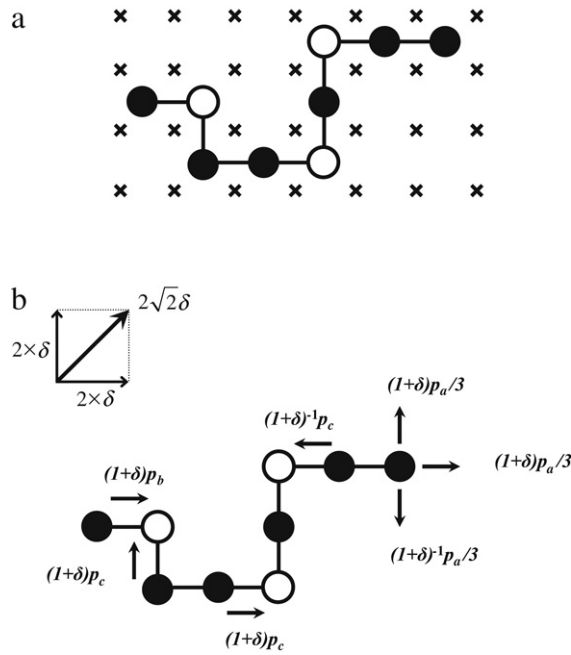 a
b
2√2δ
2×δ
2×δ
(1+δ)p_a/3
(1+δ)^-1p_c
(1+δ)p_a/3
(1+δ)p_b
(1+δ)^-1p_a/3
(1+δ)p_c
(1+δ)p_c